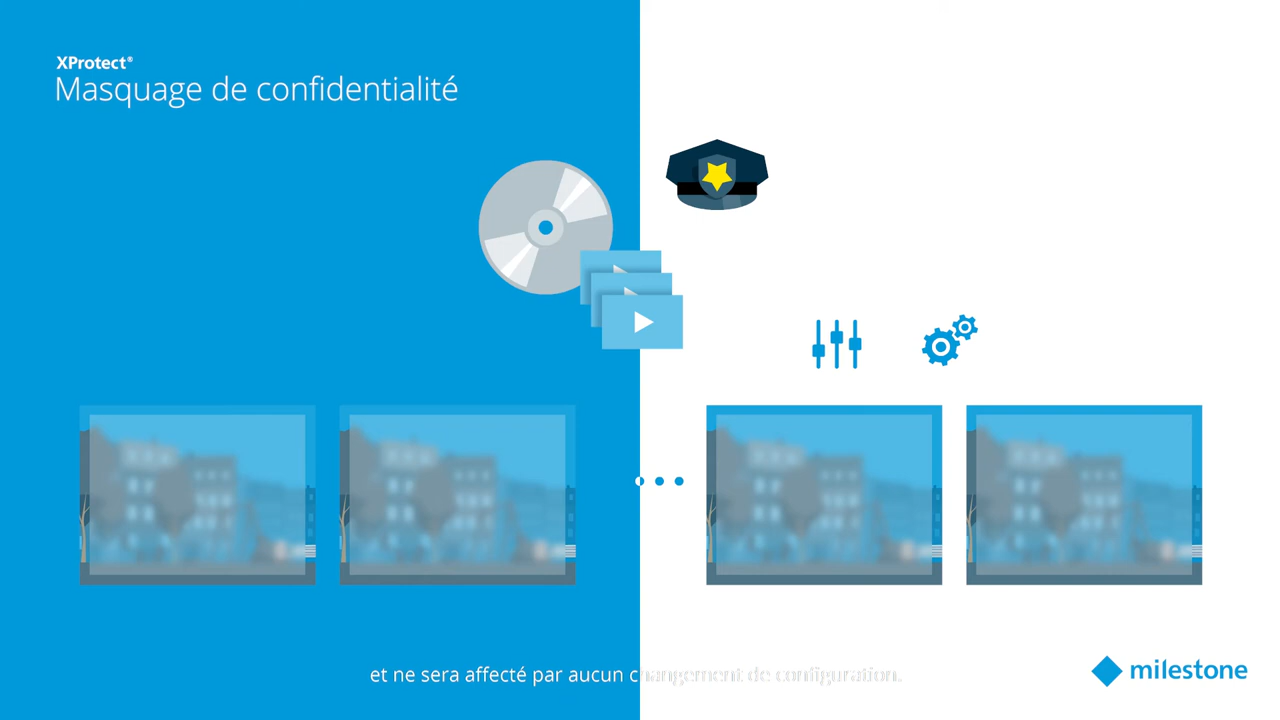 XProtect®
Masquage de confidentialité
et ne sera affecté par aucun changement de configuration.
milestone